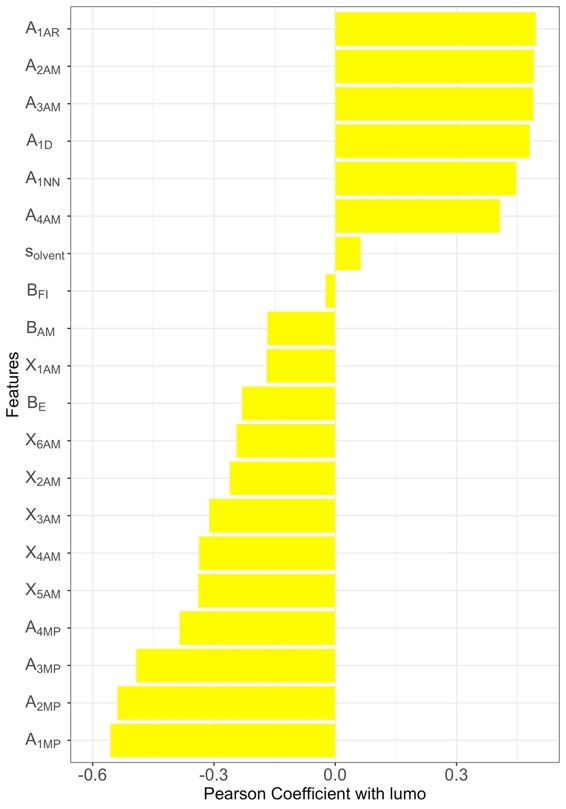 A1AR
A2AM
A3AM
A1D
A1NN
A4AM
solvent
BFI
BAM
X1AM
BE
X6AM
X2AM
X3AM
X4AM
X5AM
A4MP
A3MP
A2MP
A1MP
Features
-0.6 -0.3 0.0 0.3
Pearson Coefficient with lumo